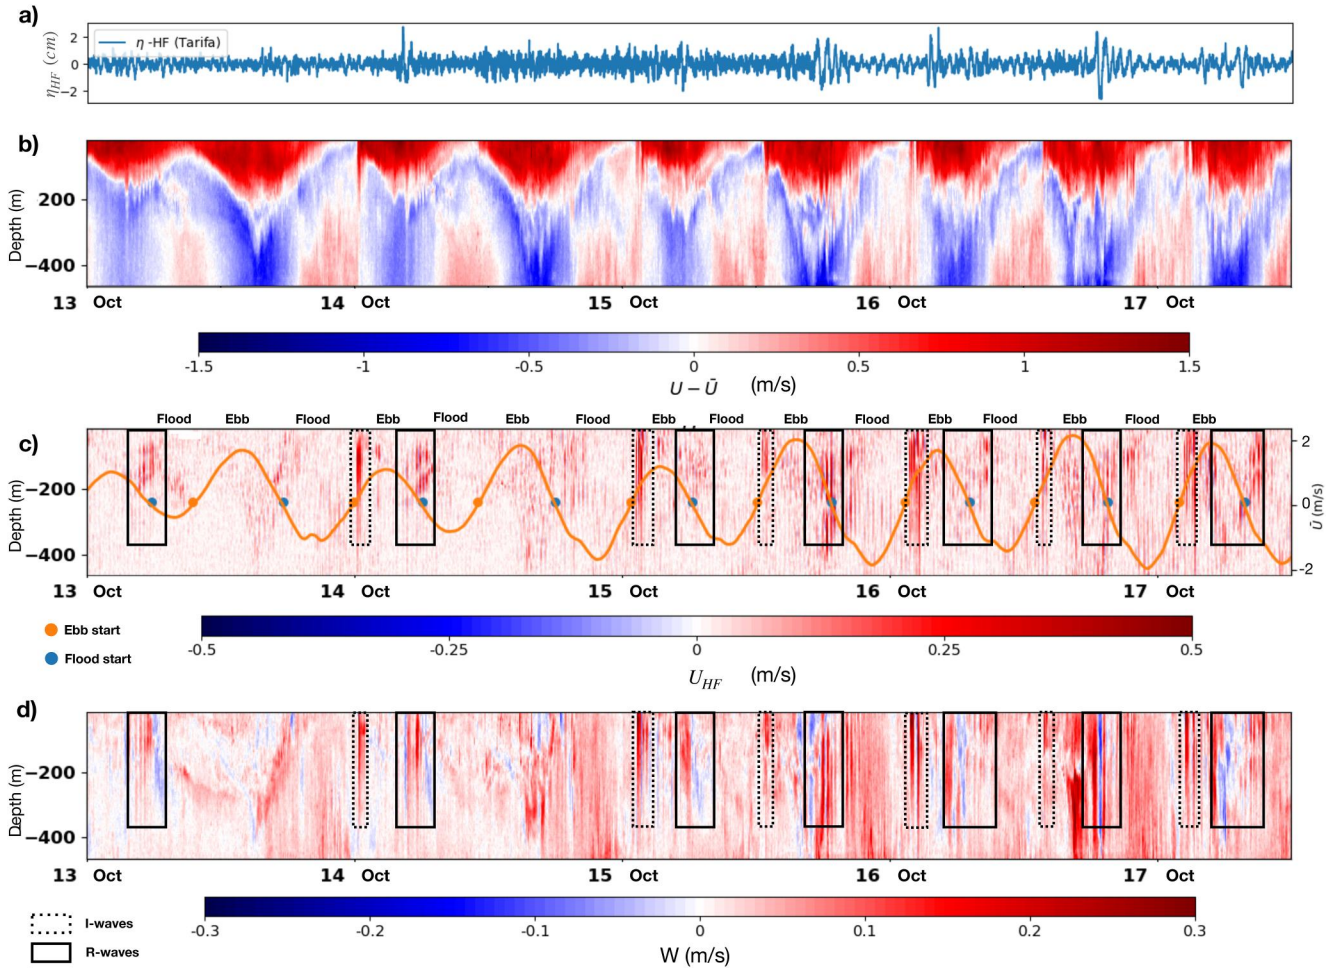 a)
η_HF (cm)
2
0
−2
η -HF (Tarifa)
b)
Depth (m)
200
−400
13 Oct 14 Oct 15 Oct 16 Oct 17 Oct
-1.5 -1 -0.5 0 0.5 1 1.5
U − Ū (m/s)
Flood Ebb Flood Ebb Flood Ebb Flood Ebb Flood Ebb Flood Ebb Flood Ebb Flood Ebb
c)
Depth (m)
−200
−400
2
0
-2
Ū (m/s)
13 Oct 14 Oct 15 Oct 16 Oct 17 Oct
Ebb start
Flood start
-0.5 -0.25 0 0.25 0.5
U_HF (m/s)
d)
Depth (m)
−200
−400
13 Oct 14 Oct 15 Oct 16 Oct 17 Oct
-0.3 -0.2 -0.1 0 0.1 0.2 0.3
W (m/s)
I-waves
R-waves